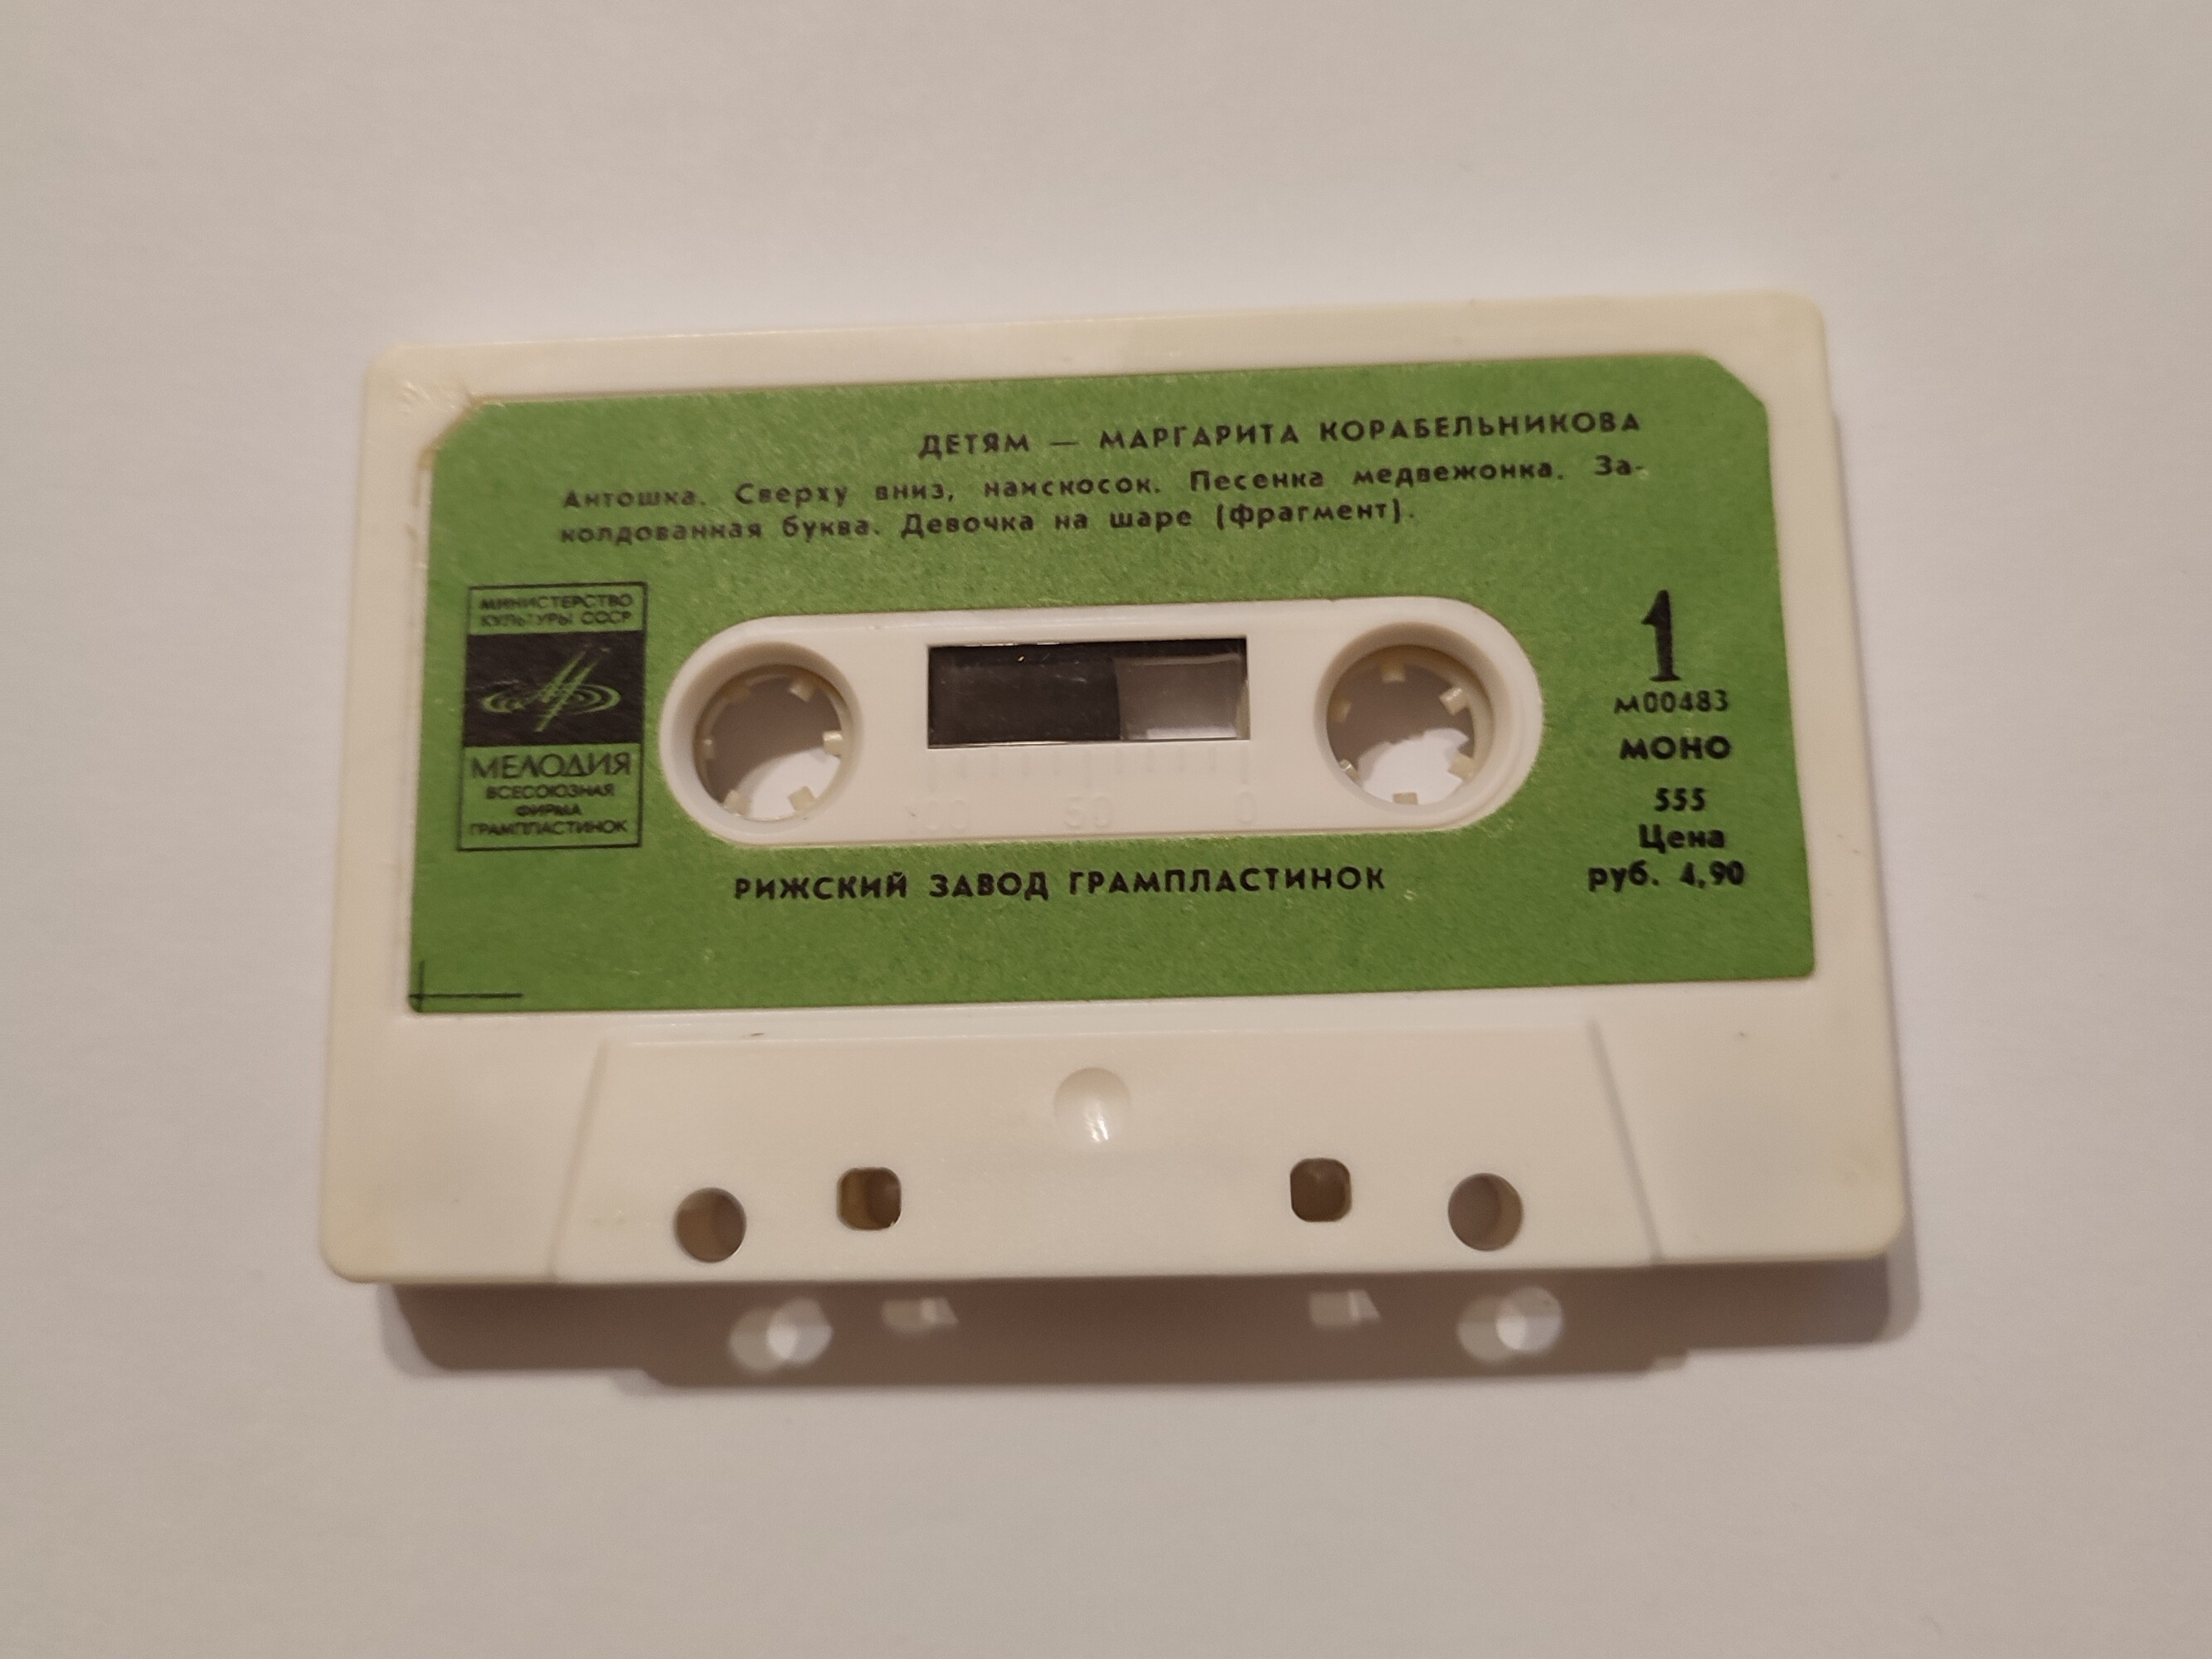 ДЕТЯМ — МАРГАРИТА КОРАБЕЛЬНИКОВА
Антошка. Сверху вниз, наискосок. Песенка медвежонка. За-
колдованная буква. Девочка на шаре (фрагмент).
МИНИСТЕРСТВО
КУЛЬТУРЫ СССР
МЕЛОДИЯ
ВСЕСОЮЗНАЯ
ФИРМА
ГРАМПЛАСТИНОК
1
М00483
МОНО
555
Цена
руб. 4,90
100 50 0
РИЖСКИЙ ЗАВОД ГРАМПЛАСТИНОК